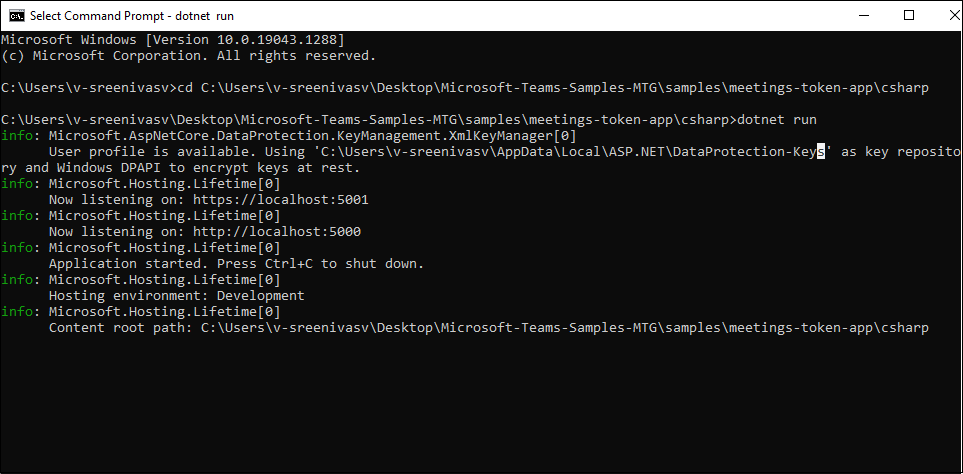 Select Command Prompt - dotnet run
Microsoft Windows [Version 10.0.19043.1288]
(c) Microsoft Corporation. All rights reserved.
C:\Users\v-sreenivasv>cd C:\Users\v-sreenivasv\Desktop\Microsoft-Teams-Samples-MTG\samples\meetings-token-app\csharp
C:\Users\v-sreenivasv\Desktop\Microsoft-Teams-Samples-MTG\samples\meetings-token-app\csharp>dotnet run
info: Microsoft.AspNetCore.DataProtection.KeyManagement.XmlKeyManager[0]
User profile is available. Using 'C:\Users\v-sreenivasv\AppData\Local\ASP.NET\DataProtection-Keys' as key reposito
ry and Windows DPAPI to encrypt keys at rest.
info: Microsoft.Hosting.Lifetime[0]
Now listening on: https://localhost:5001
info: Microsoft.Hosting.Lifetime[0]
Now listening on: http://localhost:5000
info: Microsoft.Hosting.Lifetime[0]
Application started. Press Ctrl+C to shut down.
info: Microsoft.Hosting.Lifetime[0]
Hosting environment: Development
info: Microsoft.Hosting.Lifetime[0]
Content root path: C:\Users\v-sreenivasv\Desktop\Microsoft-Teams-Samples-MTG\samples\meetings-token-app\csharp